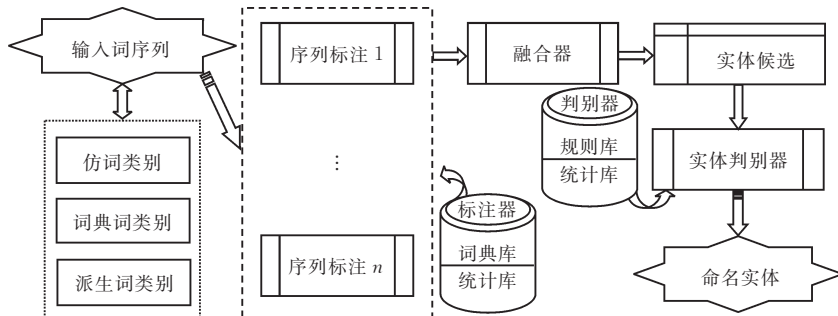 输入词序列
仿词类别
词典词类别
派生词类别
序列标注 1
⋮
序列标注 n
融合器
实体候选
判别器
规则库
统计库
实体判别器
标注器
词典库
统计库
命名实体